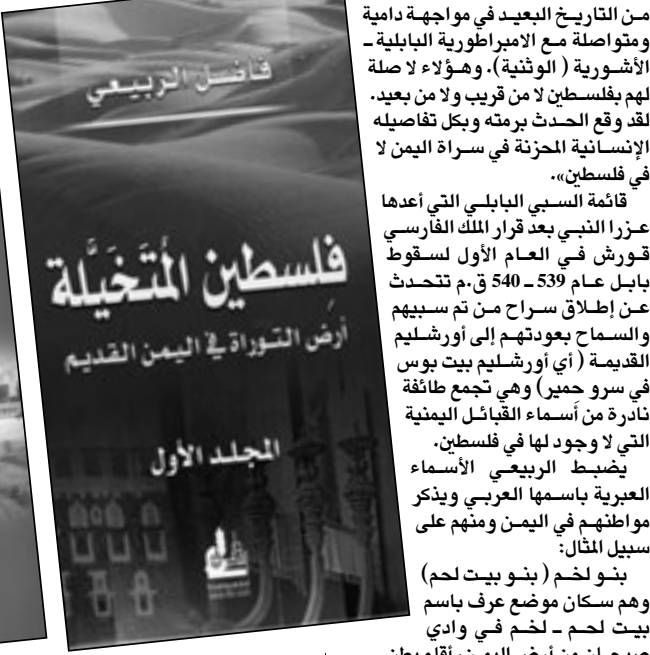 من التاريخ البعيد في مواجهة دامية
ومتواصلة مع الامبراطورية البابلية ـ
الأشورية ( الوثنية). وهؤلاء لا صلة
لهم بفلسطين لا من قريب ولا من بعيد.
لقد وقع الحدث برمته وبكل تفاصيله
الإنسانية المحزنة في سراة اليمن لا
في فلسطين».
قائمة السبي البابلي التي أعدها
عزرا النبي بعد قرار الملك الفارسي
قورش في العام الأول لسقوط
بابل عام 539 ـ 540 ق.م تتحدث
عن إطلاق سراح من تم سبيهم
والسماح بعودتهم إلى أورشليم
القديمة ( أي أورشليم بيت بوس
في سرو حمير) وهي تجمع طائفة
نادرة من أسماء القبائل اليمنية
التي لا وجود لها في فلسطين.
يضبط الربيعي الأسماء
العبرية باسمها العربي ويذكر
مواطنهم في اليمن ومنهم على
سبيل المثال:
بنو لخم ( بنو بيت لحم)
وهم سكان موضع عرف باسم
بيت لحم ـ لخم في وادي
فاضل الربيعي
فلسطين المُتَخيَّلة
أرض التوراة في اليمن القديم
المجلد الأول